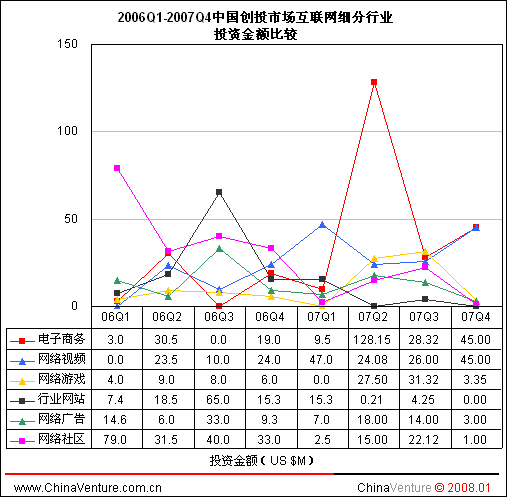 2006Q1-2007Q4中国创投市场互联网细分行业
投资金额比较
150
100
50
0
06Q1 06Q2 06Q3 06Q4 07Q1 07Q2 07Q3 07Q4
电子商务 3.0 30.5 0.0 19.0 9.5 128.15 28.32 45.00
网络视频 0.0 23.5 10.0 24.0 47.0 24.08 26.00 45.00
网络游戏 4.0 9.0 8.0 6.0 0.0 27.50 31.32 3.35
行业网站 7.4 18.5 65.0 15.3 15.3 0.21 4.25 0.00
网络广告 14.6 6.0 33.0 9.3 7.0 18.00 14.00 3.00
网络社区 79.0 31.5 40.0 33.0 2.5 15.00 22.12 1.00
投资金额（US $M）
www.ChinaVenture.com.cn ChinaVenture © 2008.01